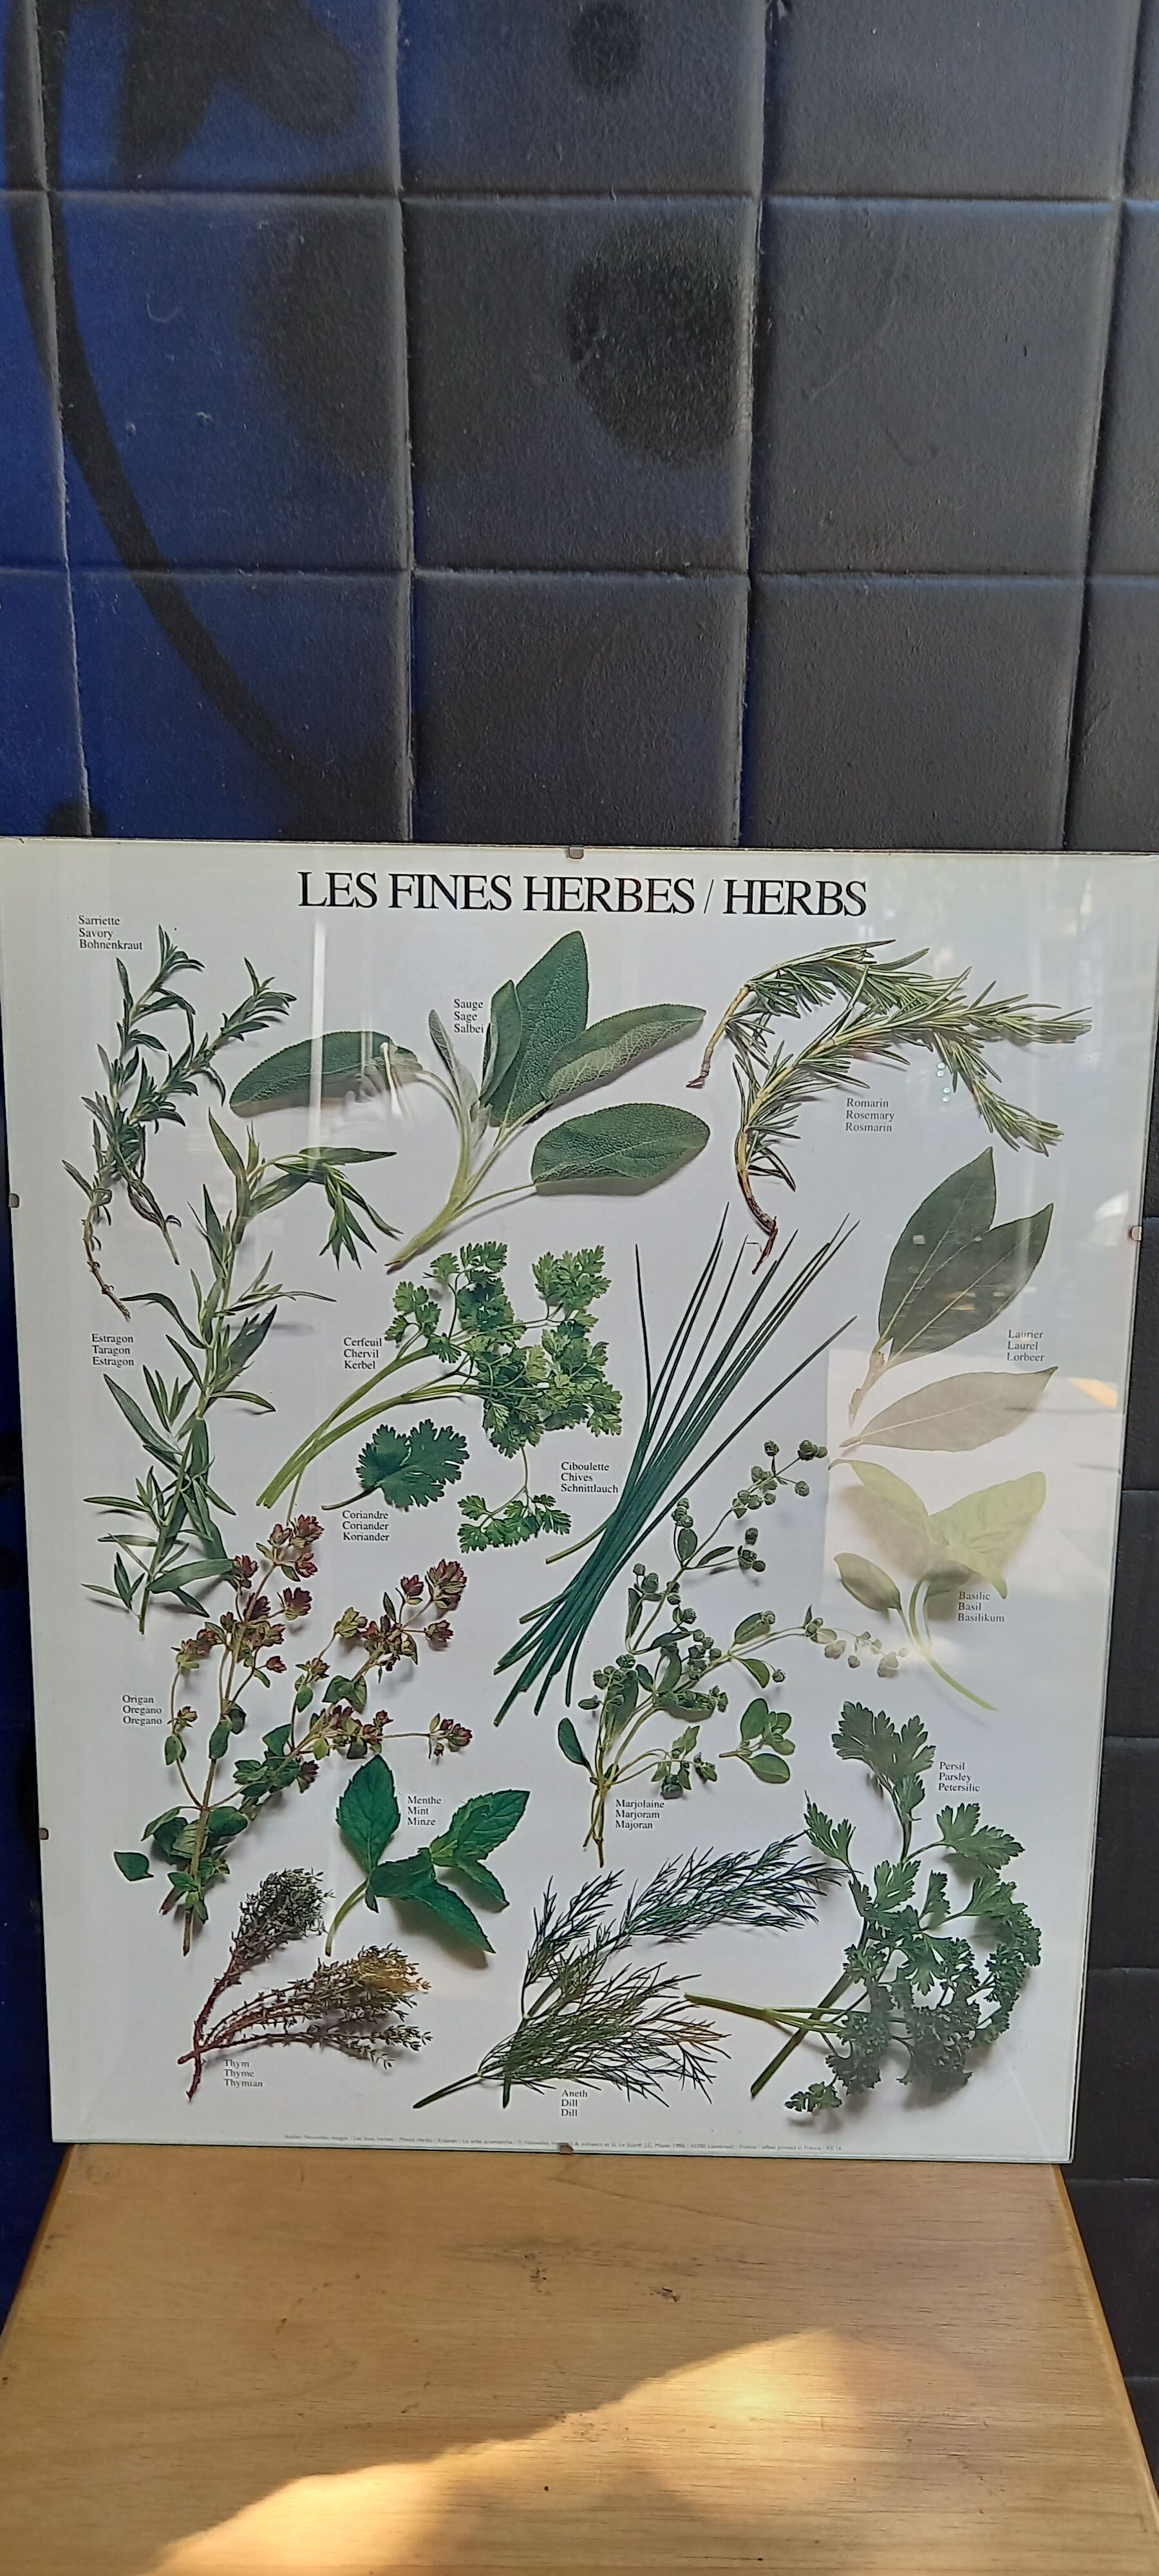 LES FINES HERBES / HERBS
Sarriette
Savory
Bohnenkraut
Sauge
Sage
Salbei
Romarin
Rosemary
Rosmarin
Estragon
Taragon
Estragon
Cerfeuil
Chervil
Kerbel
Laurier
Laurel
Lorbeer
Ciboulette
Chives
Schnittlauch
Coriandre
Coriander
Koriander
Basilic
Basil
Basilikum
Origan
Oregano
Oregano
Menthe
Mint
Minze
Marjolaine
Marjoram
Majoran
Persil
Parsley
Petersilie
Thym
Thyme
Thymian
Aneth
Dill
Dill